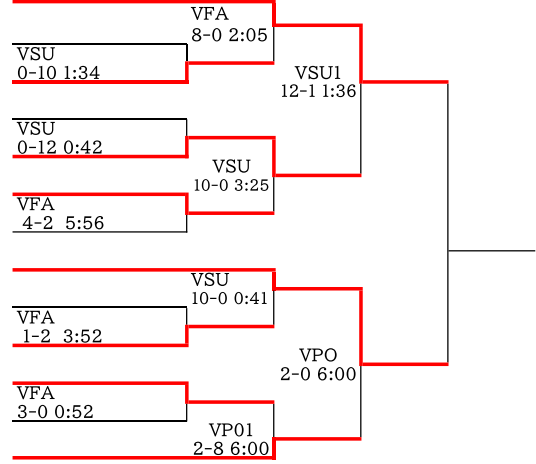 VFA
8-0 2:05
VSU
0-10 1:34
VSU1
12-1 1:36
VSU
0-12 0:42
VSU
10-0 3:25
VFA
4-2 5:56
VSU
10-0 0:41
VFA
1-2 3:52
VPO
2-0 6:00
VFA
3-0 0:52
VP01
2-8 6:00